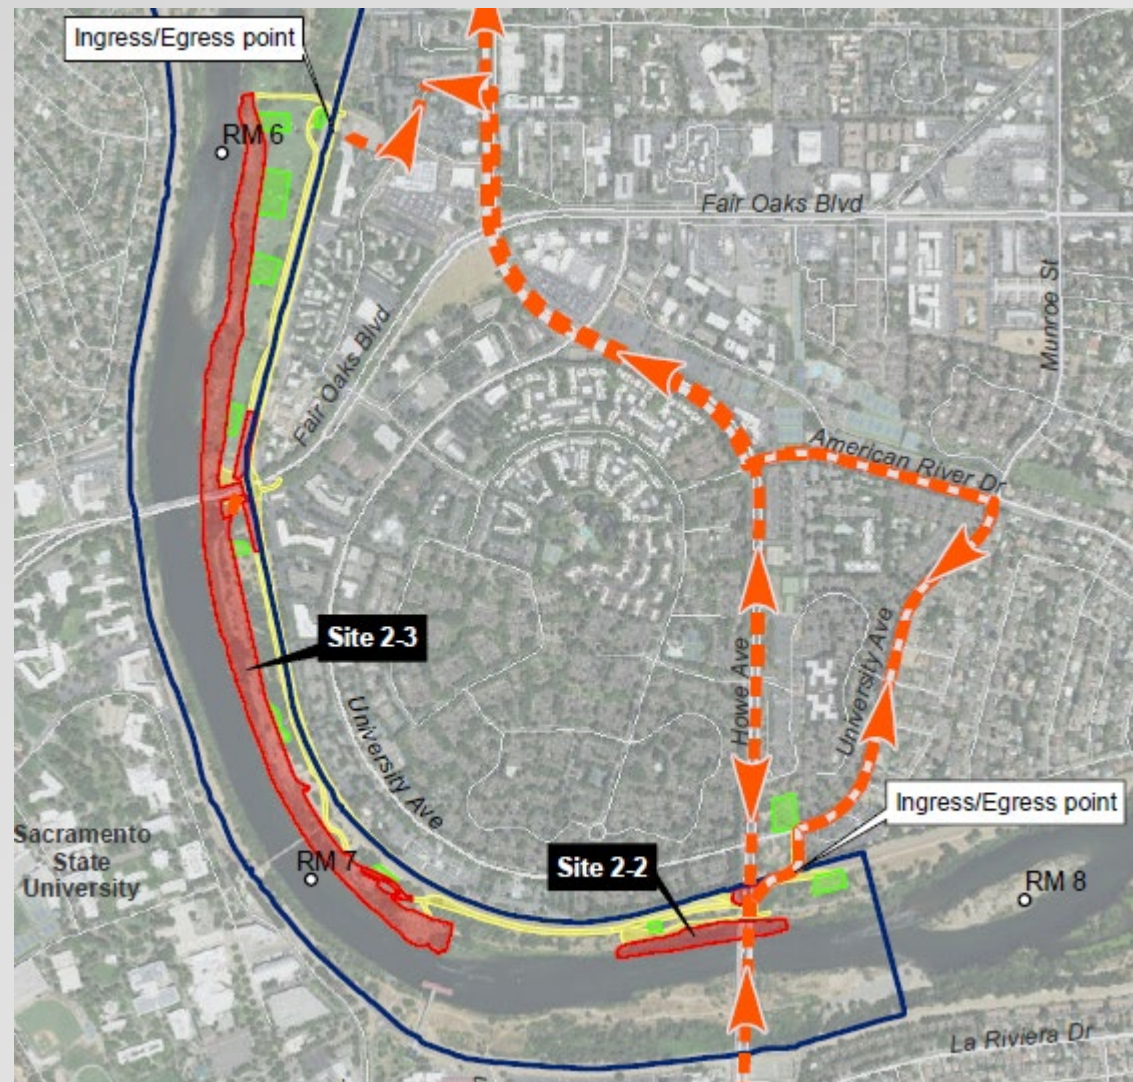 Ingress/Egress point
RM 6
Fair Oaks Blvd
Munroe St
Fair Oaks Blvd
American River Dr
Site 2-3
University Ave
Howe Ave
University Ave
Ingress/Egress point
Sacramento
State
University
RM 7
Site 2-2
RM 8
La Riviera Dr